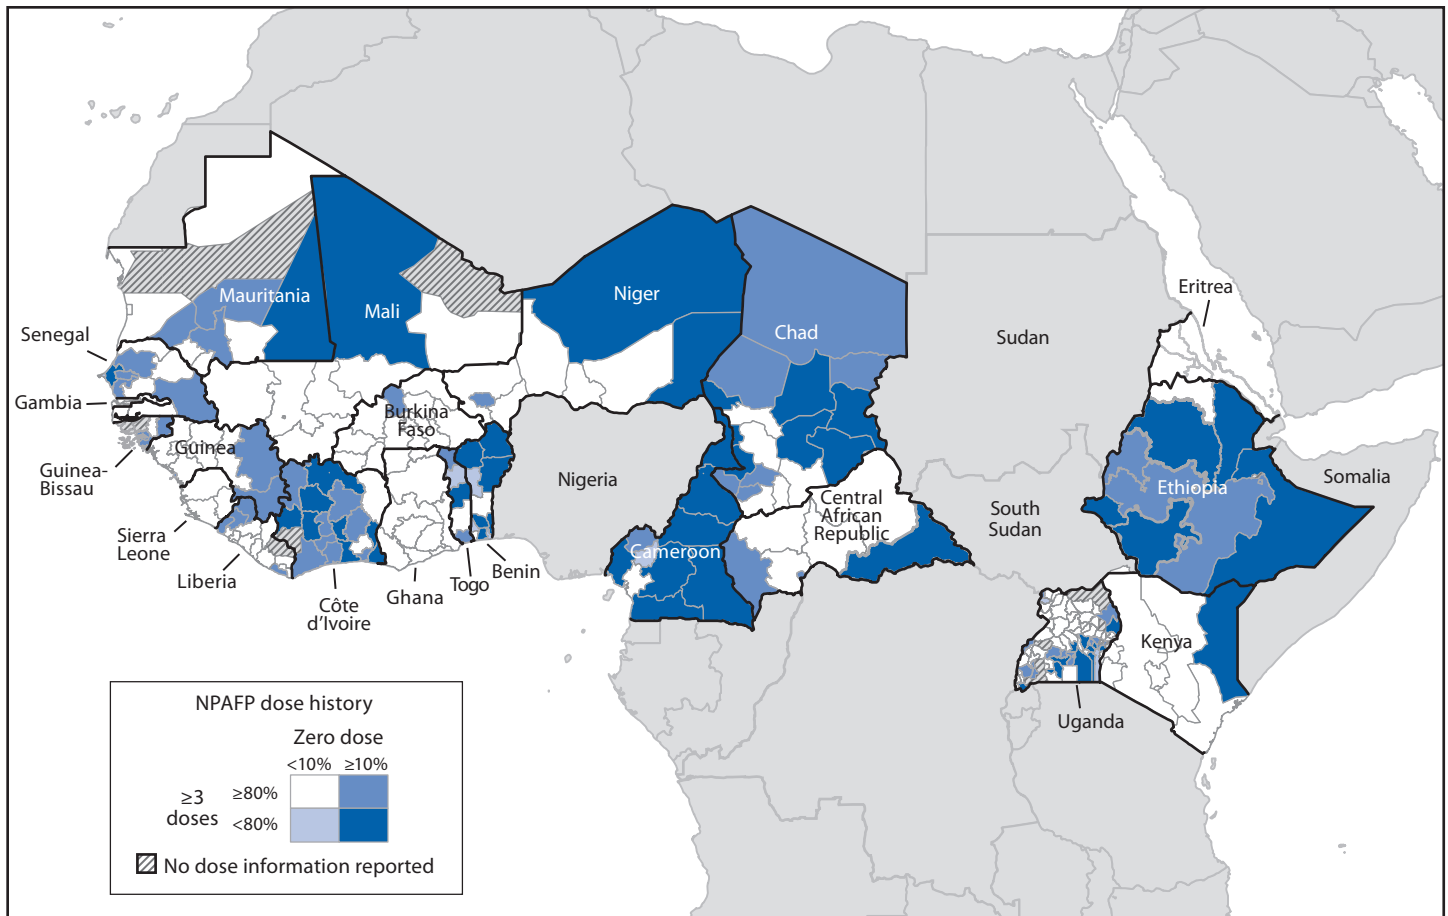 Eritrea
Mauritania
Niger
Mali
Senegal
Chad
Sudan
Gambia
Burkina
Faso
Guinea
Guinea-
Bissau
Nigeria
Somalia
Ethiopia
Central
African
Republic
South
Sudan
Sierra
Leone
Cameroon
Liberia
Togo
Benin
Ghana
Côte
d'Ivoire
Kenya
Uganda
NPAFP dose history
Zero dose
<10% ≥10%
≥3
doses
≥80%
<80%
No dose information reported